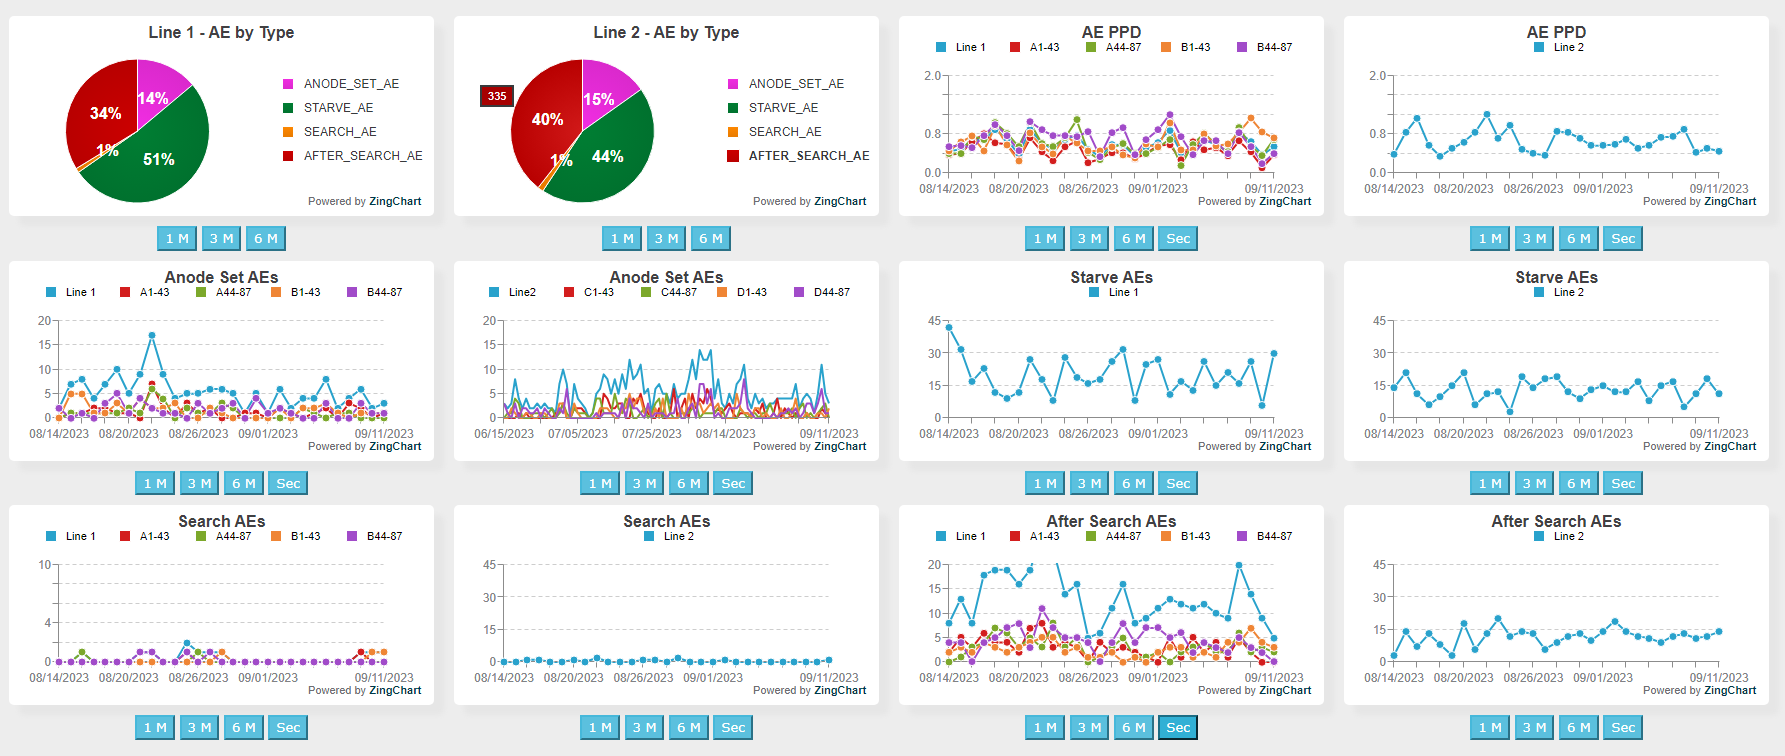 Line 1 - AE by Type
14%
34%
1%
51%
ANODE_SET_AE
STARVE_AE
SEARCH_AE
AFTER_SEARCH_AE
Powered by ZingChart
1 M 3 M 6 M
Line 2 - AE by Type
335
15%
40%
1%
44%
ANODE_SET_AE
STARVE_AE
SEARCH_AE
AFTER_SEARCH_AE
Powered by ZingChart
1 M 3 M 6 M
AE PPD
Line 1 A1-43 A44-87 B1-43 B44-87
2.0
0.8
0.0
08/14/2023 08/20/2023 08/26/2023 09/01/2023 09/11/2023
Powered by ZingChart
1 M 3 M 6 M Sec
AE PPD
Line 2
2.0
0.8
0.0
08/14/2023 08/20/2023 08/26/2023 09/01/2023 09/11/2023
Powered by ZingChart
1 M 3 M 6 M Sec
Anode Set AEs
Line 1 A1-43 A44-87 B1-43 B44-87
20
15
10
5
0
08/14/2023 08/20/2023 08/26/2023 09/01/2023 09/11/2023
Powered by ZingChart
1 M 3 M 6 M Sec
Anode Set AEs
Line2 C1-43 C44-87 D1-43 D44-87
20
15
10
5
0
06/15/2023 07/05/2023 07/25/2023 08/14/2023 09/11/2023
Powered by ZingChart
1 M 3 M 6 M Sec
Starve AEs
Line 1
45
30
15
0
08/14/2023 08/20/2023 08/26/2023 09/01/2023 09/11/2023
Powered by ZingChart
1 M 3 M 6 M Sec
Starve AEs
Line 2
45
30
15
0
08/14/2023 08/20/2023 08/26/2023 09/01/2023 09/11/2023
Powered by ZingChart
1 M 3 M 6 M Sec
Search AEs
Line 1 A1-43 A44-87 B1-43 B44-87
10
4
0
08/14/2023 08/20/2023 08/26/2023 09/01/2023 09/11/2023
Powered by ZingChart
1 M 3 M 6 M Sec
Search AEs
Line 2
45
30
15
0
08/14/2023 08/20/2023 08/26/2023 09/01/2023 09/11/2023
Powered by ZingChart
1 M 3 M 6 M Sec
After Search AEs
Line 1 A1-43 A44-87 B1-43 B44-87
20
15
10
5
0
08/14/2023 08/20/2023 08/26/2023 09/01/2023 09/11/2023
Powered by ZingChart
1 M 3 M 6 M Sec
After Search AEs
Line 2
45
30
15
0
08/14/2023 08/20/2023 08/26/2023 09/01/2023 09/11/2023
Powered by ZingChart
1 M 3 M 6 M Sec